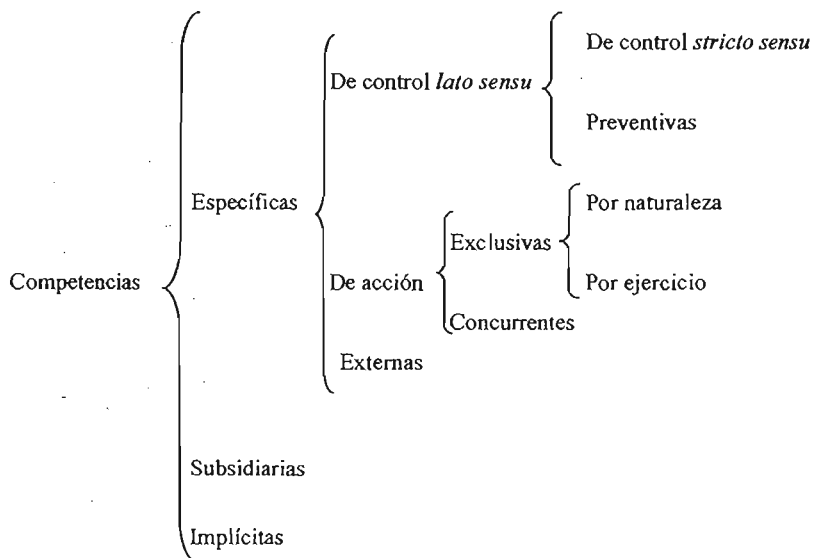 De control stricto sensu
De control lato sensu
Preventivas
Específicas
Por naturaleza
Exclusivas
Competencias
De acción
Por ejercicio
Concurrentes
Externas
Subsidiarias
Implícitas